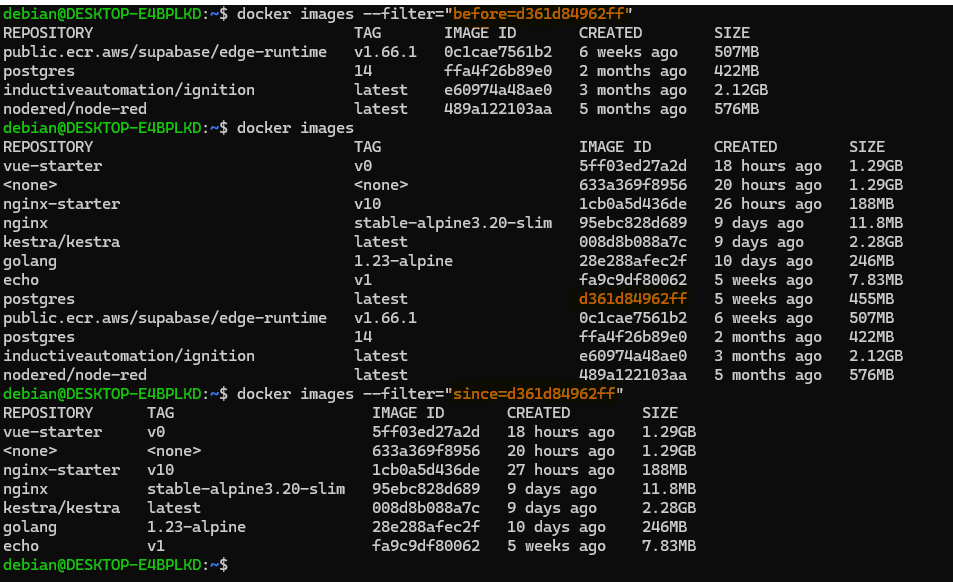 debian@DESKTOP-E4BPLKD:~$ docker images --filter="before=d361d84962ff"
REPOSITORY TAG IMAGE ID CREATED SIZE
public.ecr.aws/supabase/edge-runtime v1.66.1 0c1cae7561b2 6 weeks ago 507MB
postgres 14 ffa4f26b89e0 2 months ago 422MB
inductiveautomation/ignition latest e60974a48ae0 3 months ago 2.12GB
nodered/node-red latest 489a122103aa 5 months ago 576MB
debian@DESKTOP-E4BPLKD:~$ docker images
REPOSITORY TAG IMAGE ID CREATED SIZE
vue-starter v0 5ff03ed27a2d 18 hours ago 1.29GB
<none> <none> 633a369f8956 20 hours ago 1.29GB
nginx-starter v10 1cb0a5d436de 26 hours ago 188MB
nginx stable-alpine3.20-slim 95ebc828d689 9 days ago 11.8MB
kestra/kestra latest 008d8b088a7c 9 days ago 2.28GB
golang 1.23-alpine 28e288afec2f 10 days ago 246MB
echo v1 fa9c9df80062 5 weeks ago 7.83MB
postgres latest d361d84962ff 5 weeks ago 455MB
public.ecr.aws/supabase/edge-runtime v1.66.1 0c1cae7561b2 6 weeks ago 507MB
postgres 14 ffa4f26b89e0 2 months ago 422MB
inductiveautomation/ignition latest e60974a48ae0 3 months ago 2.12GB
nodered/node-red latest 489a122103aa 5 months ago 576MB
debian@DESKTOP-E4BPLKD:~$ docker images --filter="since=d361d84962ff"
REPOSITORY TAG IMAGE ID CREATED SIZE
vue-starter v0 5ff03ed27a2d 18 hours ago 1.29GB
<none> <none> 633a369f8956 20 hours ago 1.29GB
nginx-starter v10 1cb0a5d436de 27 hours ago 188MB
nginx stable-alpine3.20-slim 95ebc828d689 9 days ago 11.8MB
kestra/kestra latest 008d8b088a7c 9 days ago 2.28GB
golang 1.23-alpine 28e288afec2f 10 days ago 246MB
echo v1 fa9c9df80062 5 weeks ago 7.83MB
debian@DESKTOP-E4BPLKD:~$